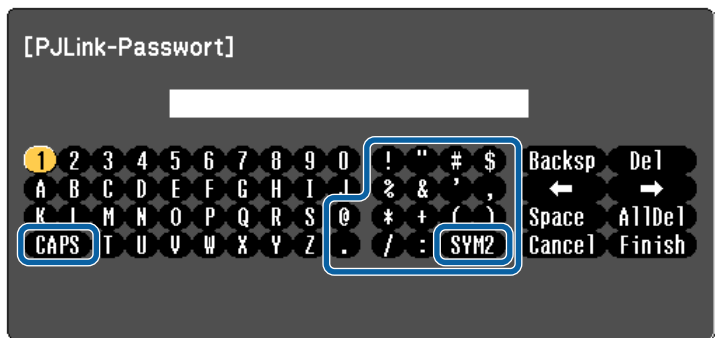 [PJLink-Passwort]
1 2 3 4 5 6 7 8 9 0 ! " # $ Backsp Del
A B C D E F G H I J % & ' , ← →
K L M N O P Q R S @ * + ( ) Space AllDel
CAPS T U V W X Y Z . / : SYM2 Cancel Finish